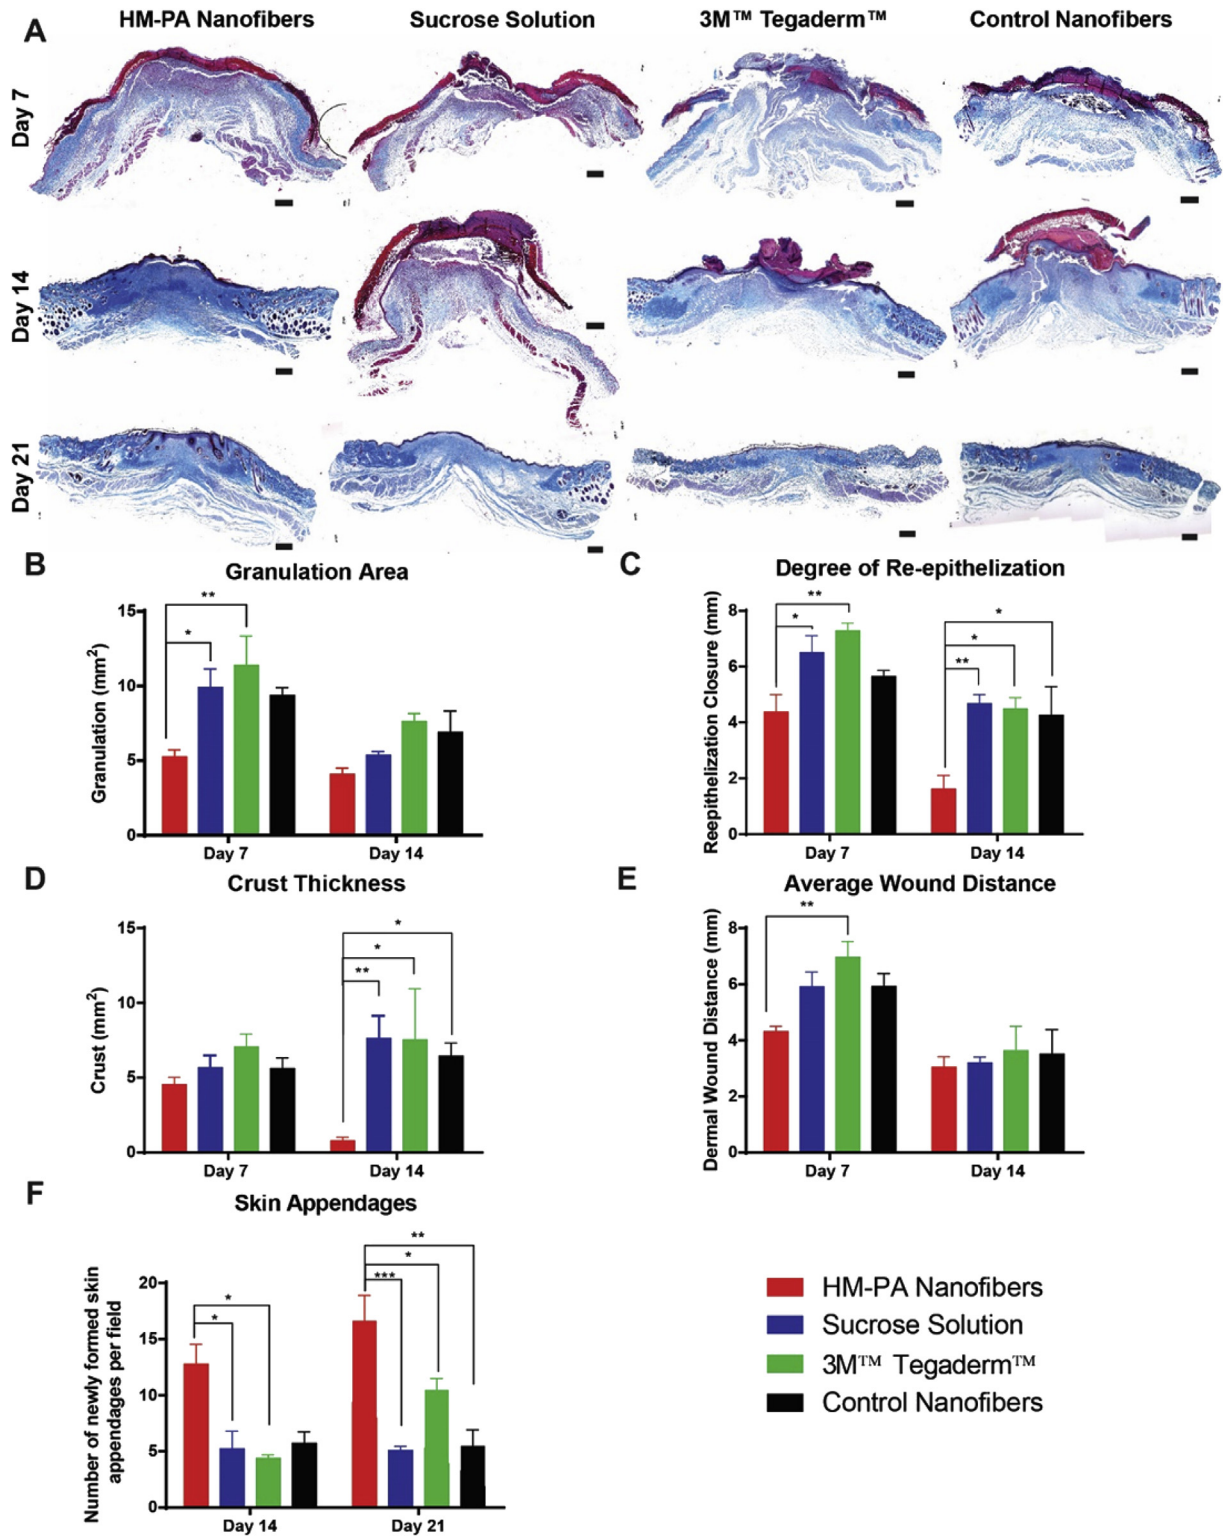 A
HM-PA Nanofibers
Sucrose Solution
3M™ Tegaderm™
Control Nanofibers
Day 7
Day 14
Day 21
B
Granulation Area
Granulation (mm²)
15
10
5
0
**
*
Day 7
Day 14
C
Degree of Re-epithelization
Reepithelization Closure (mm)
8
6
4
2
0
**
*
*
*
**
Day 7
Day 14
D
Crust Thickness
Crust (mm²)
15
10
5
0
*
*
**
Day 7
Day 14
E
Average Wound Distance
Dermal Wound Distance (mm)
8
6
4
2
0
**
Day 7
Day 14
F
Skin Appendages
Number of newly formed skin
appendages per field
20
15
10
5
0
*
*
**
*
***
Day 14
Day 21
HM-PA Nanofibers
Sucrose Solution
3M™ Tegaderm™
Control Nanofibers